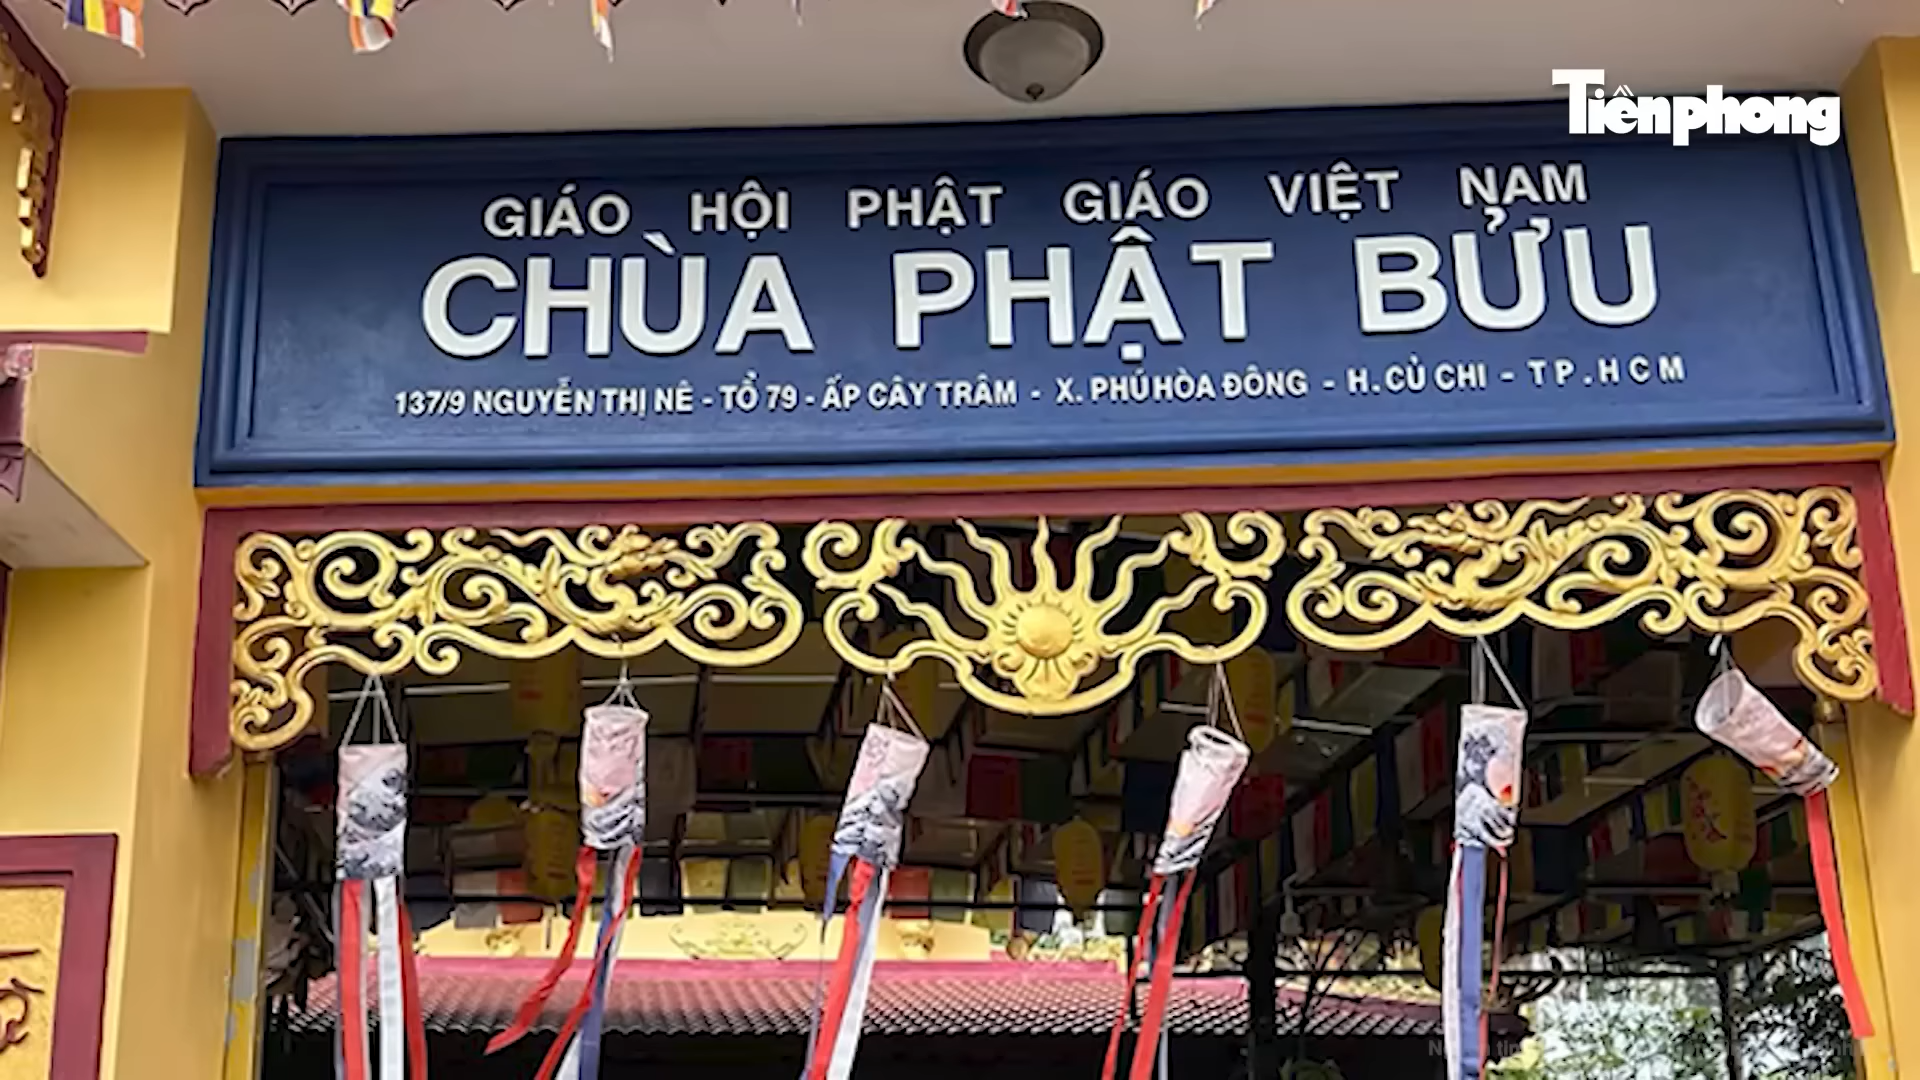 Tiềnphong
GIÁO HỘI PHẬT GIÁO VIỆT NAM
CHÙA PHẬT BỬU
137/9 NGUYỄN THỊ NÊ - TỔ 79 - ẤP CÂY TRÂM - X. PHÚ HÒA ĐÔNG - H. CỦ CHI - TP. HCM